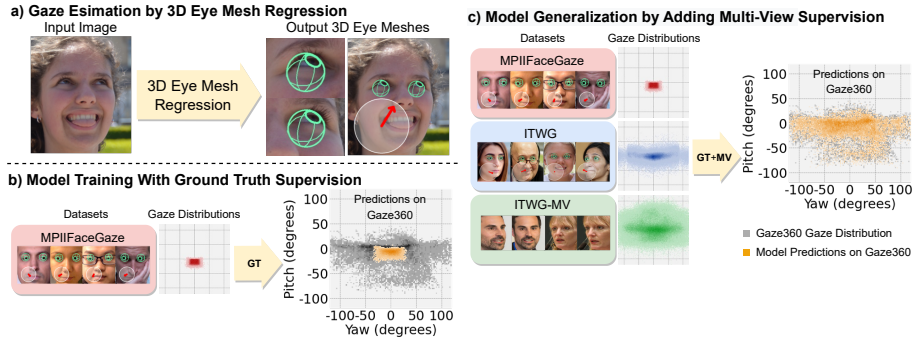 a) Gaze Esimation by 3D Eye Mesh Regression
Input Image
Output 3D Eye Meshes
3D Eye Mesh
Regression
b) Model Training With Ground Truth Supervision
Datasets
Gaze Distributions
MPIIFaceGaze
GT
Predictions on
Gaze360
Pitch (degrees)
100
50
0
-50
-100
-100
-50
0
50
100
Yaw (degrees)
c) Model Generalization by Adding Multi-View Supervision
Datasets
Gaze Distributions
MPIIFaceGaze
ITWG
ITWG-MV
GT+MV
Predictions on
Gaze360
Pitch (degrees)
100
50
0
-50
-100
-100
-50
0
50
100
Yaw (degrees)
Gaze360 Gaze Distribution
Model Predictions on Gaze360